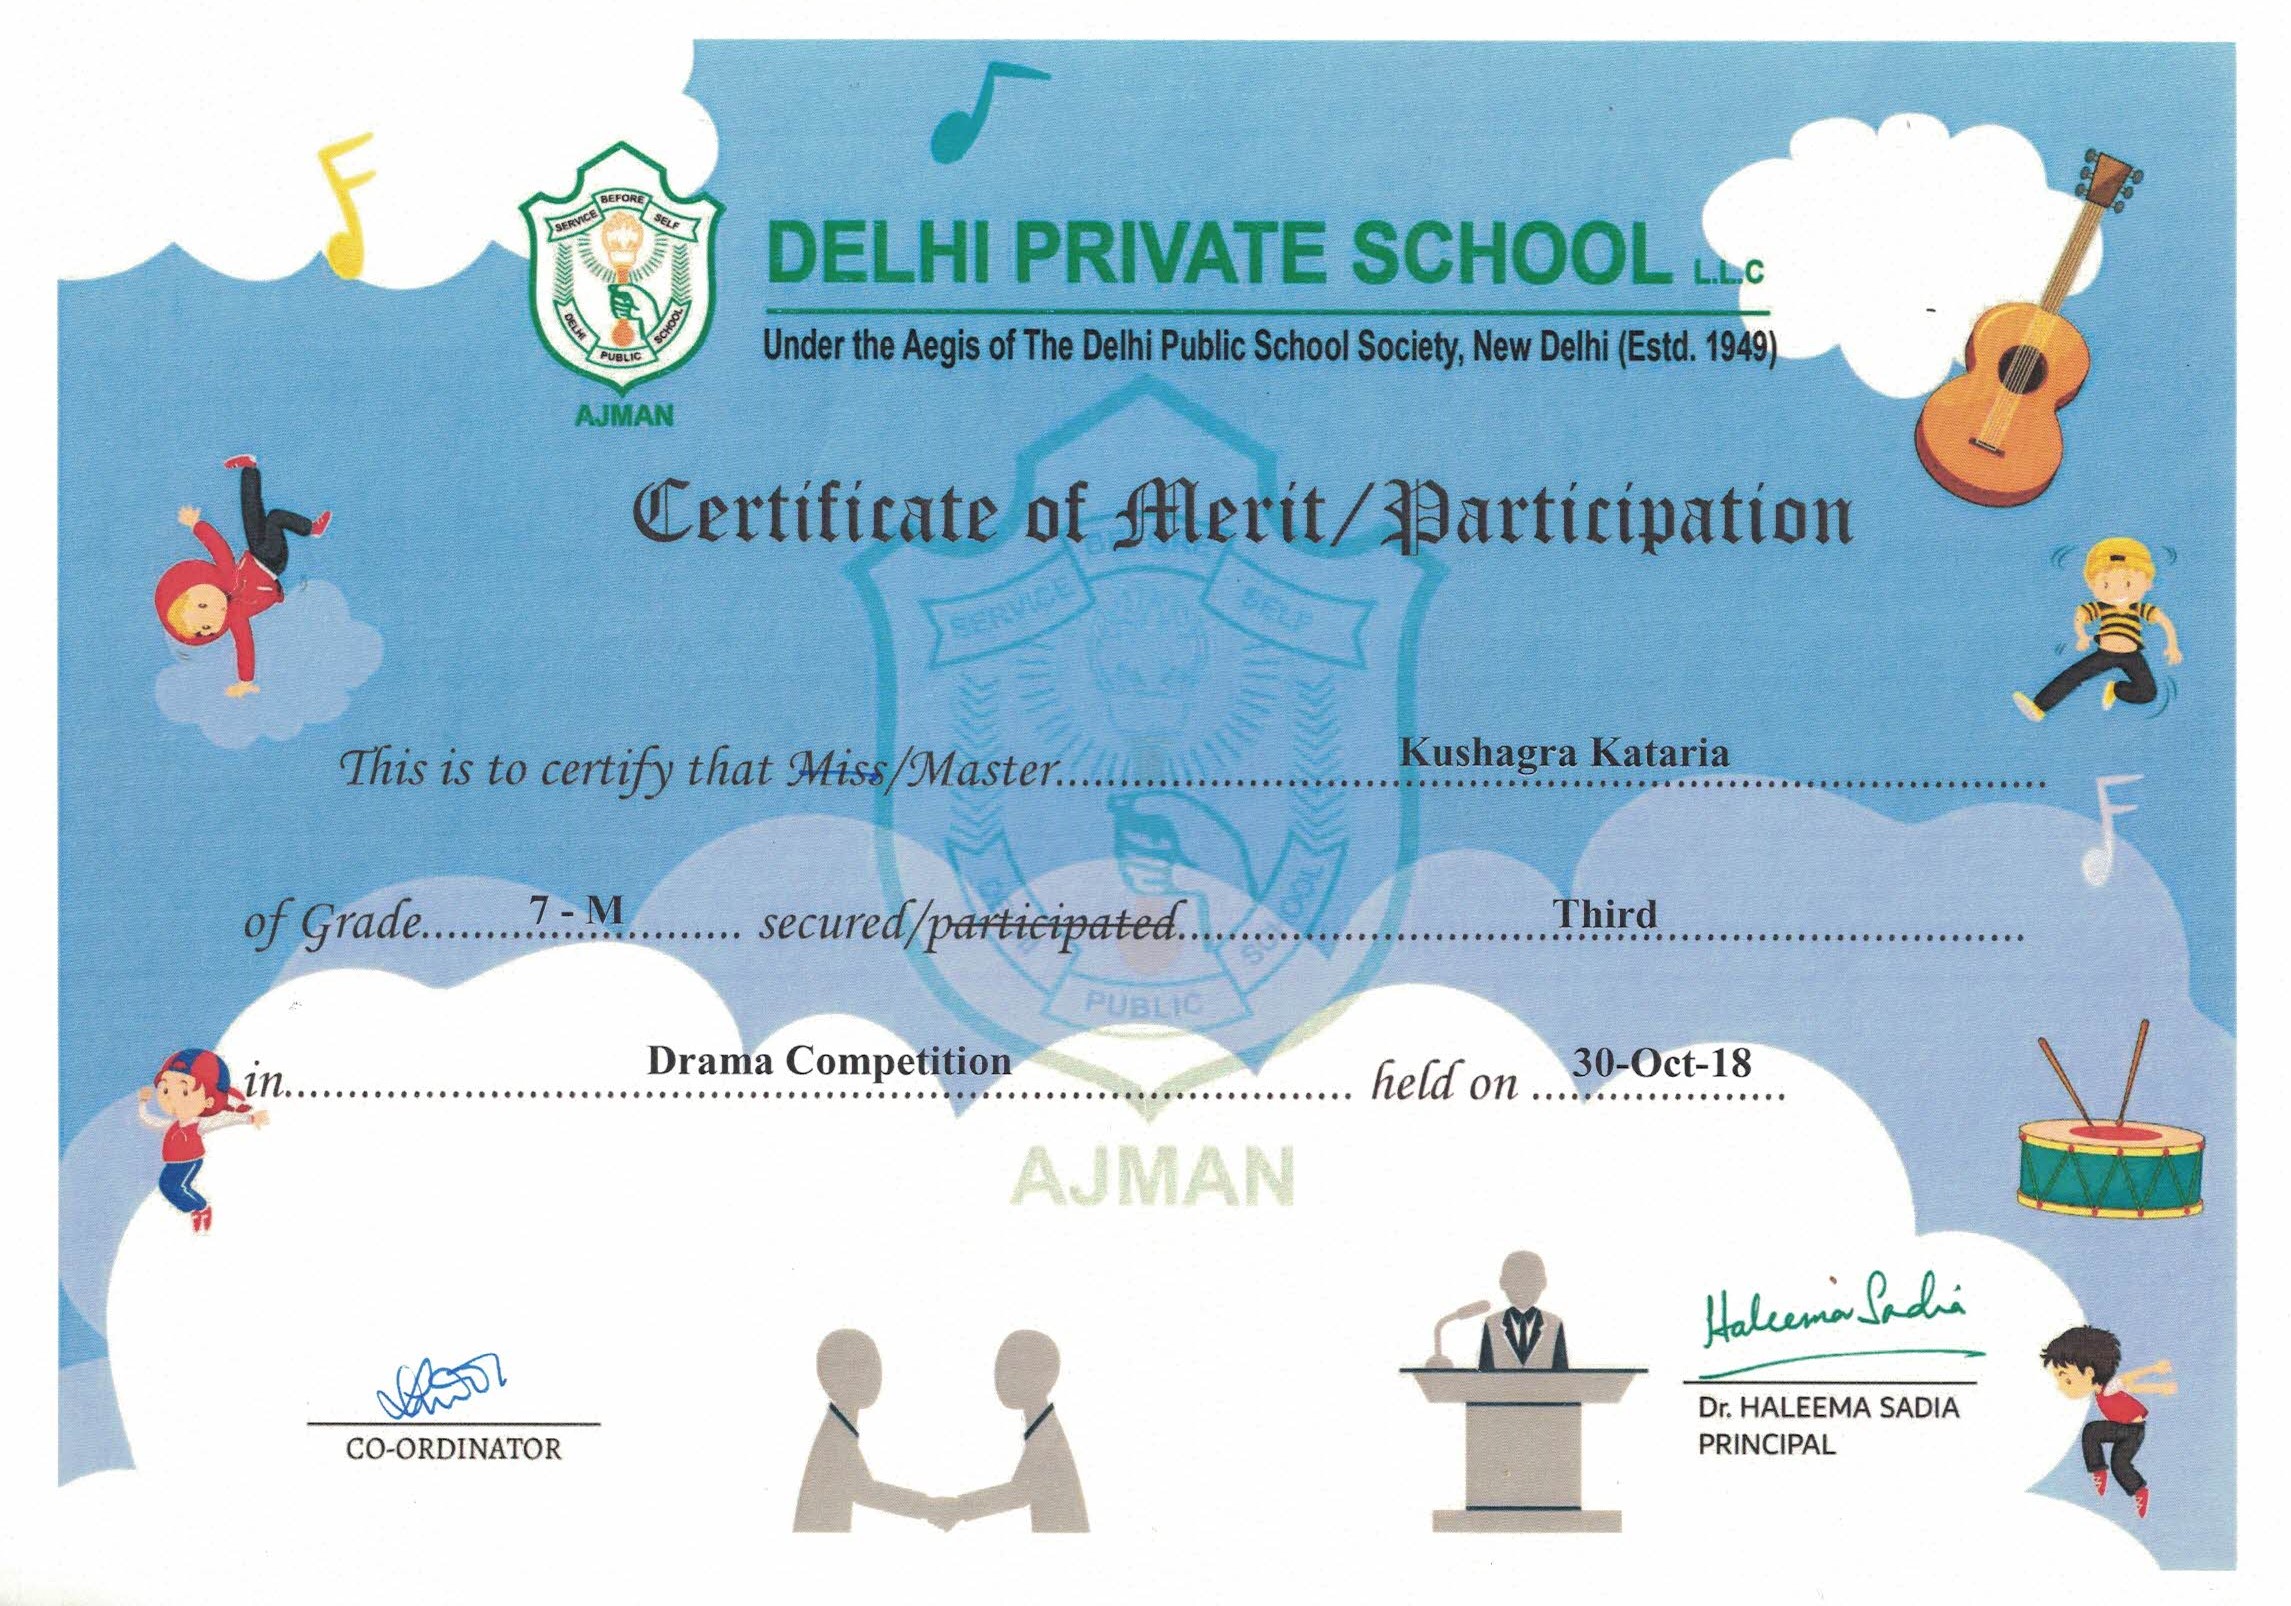 SERVICE BEFORE SELF
DELHI PUBLIC SCHOOL
AJMAN
DELHI PRIVATE SCHOOL L.L.C
Under the Aegis of The Delhi Public School Society, New Delhi (Estd. 1949)
Certificate of Merit/Participation
SERVICE BEFORE SELF
This is to certify that Miss/Master Kushagra Kataria
of Grade 7 - M secured/participated Third
PUBLIC SCHOOL
in Drama Competition held on 30-Oct-18
AJMAN
Haleema Sadia
CO-ORDINATOR
Dr. HALEEMA SADIA
PRINCIPAL